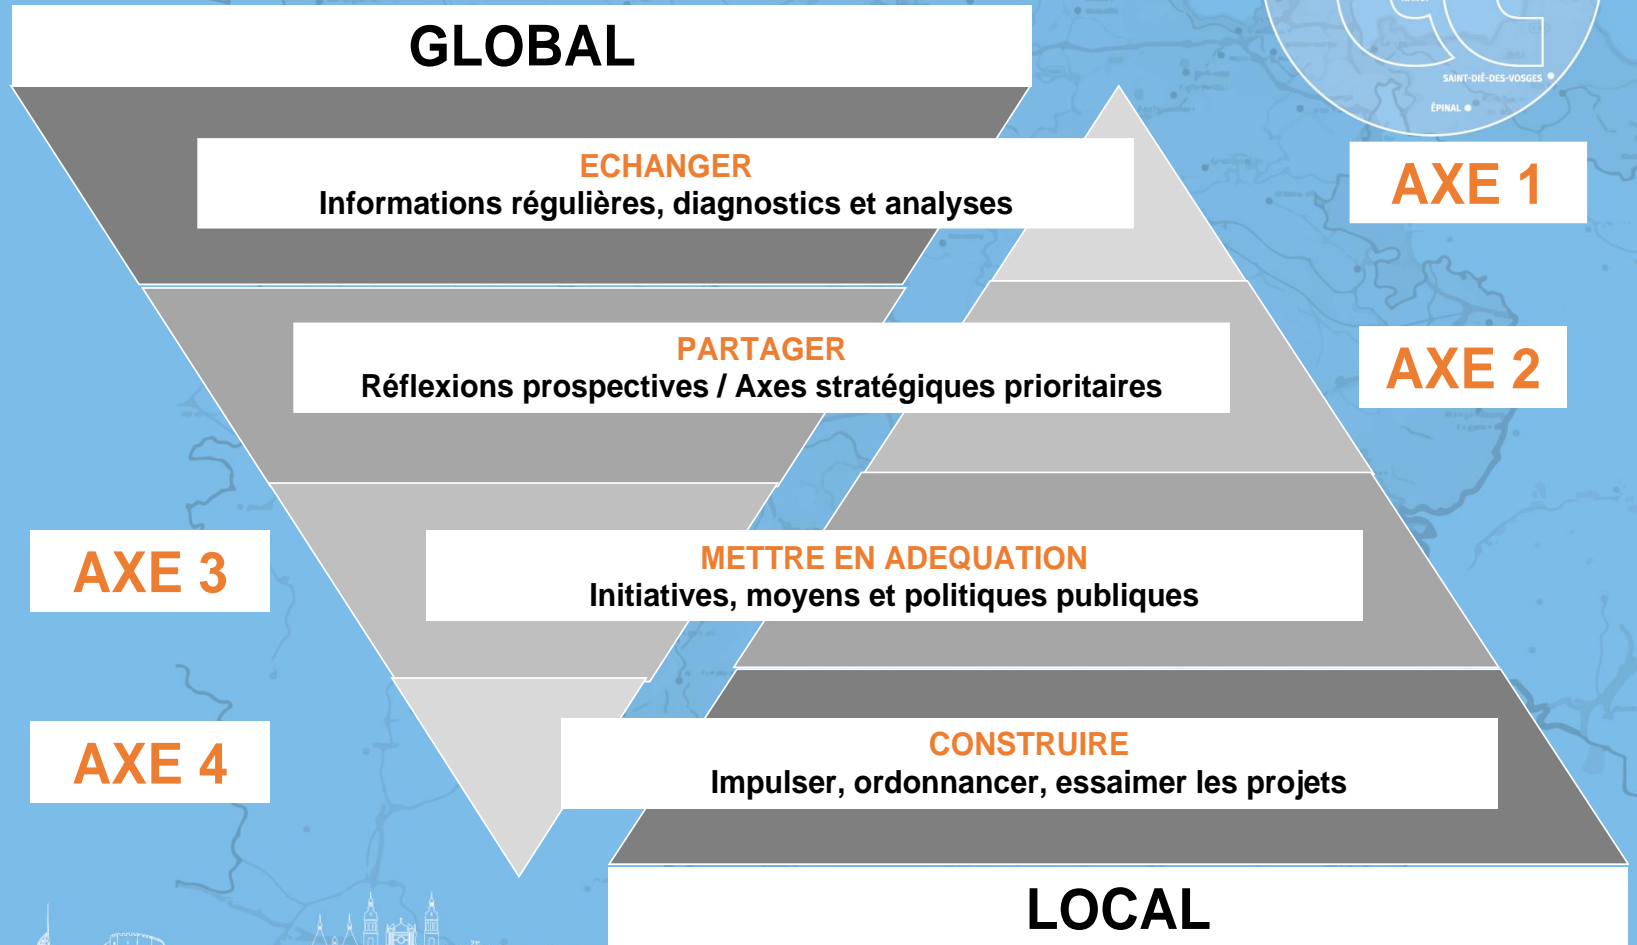 GLOBAL
SAINT-DIÉ-DES-VOSGES
ÉPINAL
ECHANGER
Informations régulières, diagnostics et analyses
AXE 1
PARTAGER
Réflexions prospectives / Axes stratégiques prioritaires
AXE 2
AXE 3
METTRE EN ADEQUATION
Initiatives, moyens et politiques publiques
AXE 4
CONSTRUIRE
Impulser, ordonnancer, essaimer les projets
LOCAL